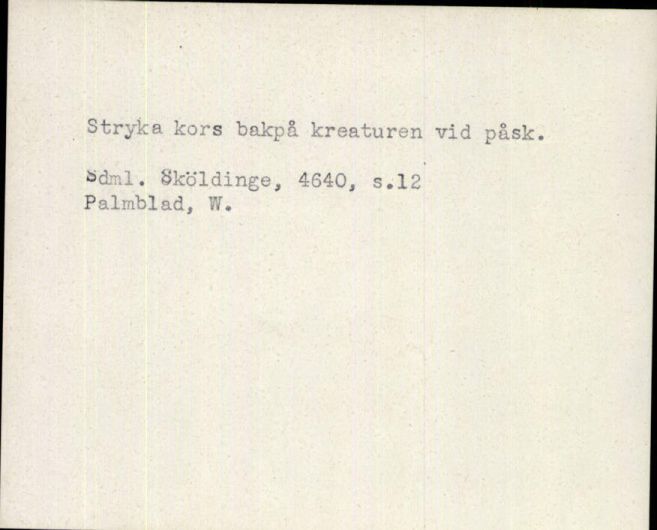 Stryka kors bakpå kreaturen vid påsk.
Sdml. Sköldinge, 4640, s.12
Palmblad, W.